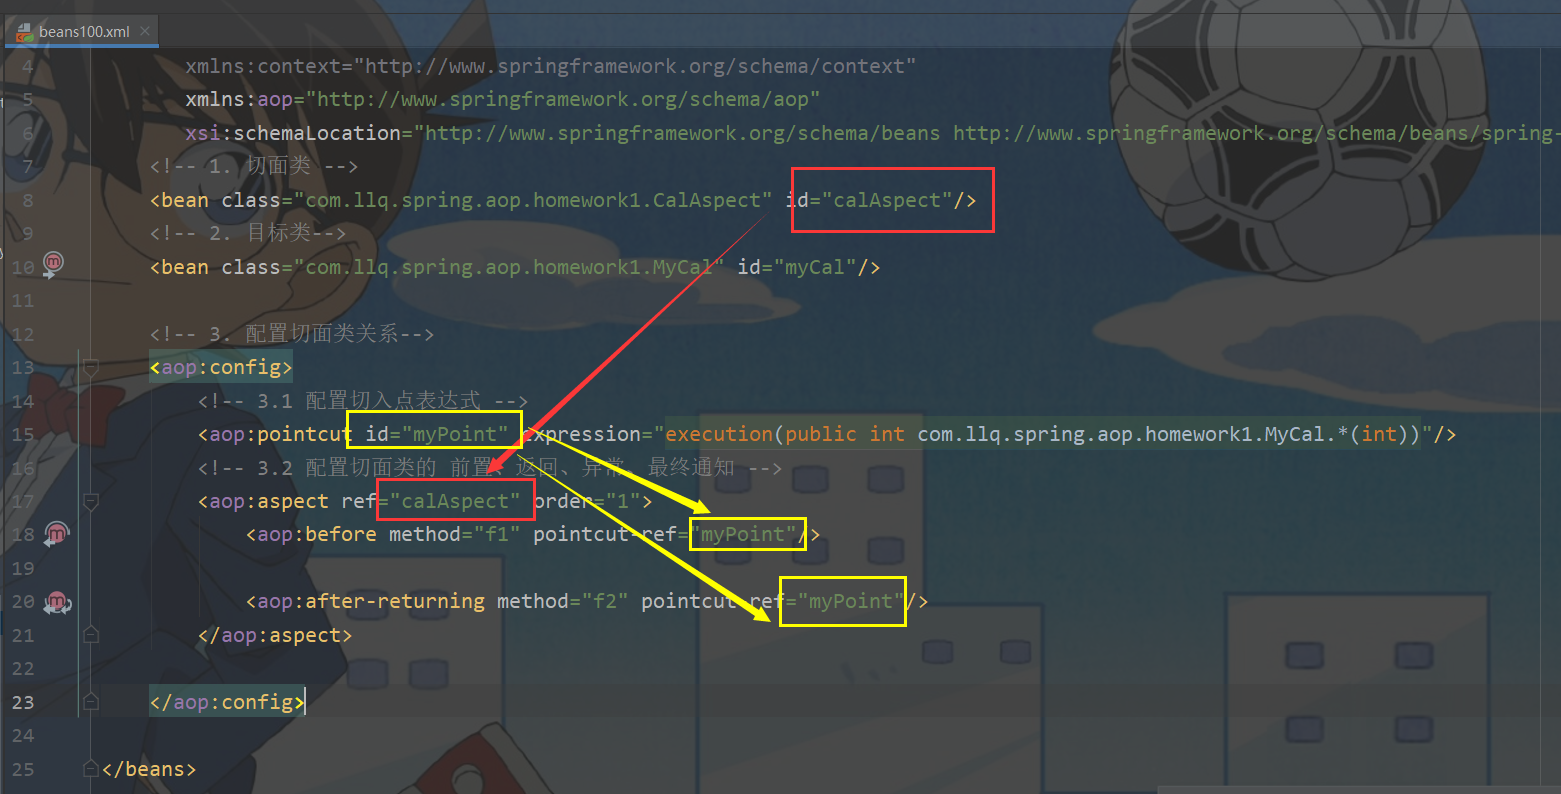 beans100.xml
4 xmlns:context="http://www.springframework.org/schema/context"
5 xmlns:aop="http://www.springframework.org/schema/aop"
6 xsi:schemaLocation="http://www.springframework.org/schema/beans http://www.springframework.org/schema/beans/spring-
7 <!-- 1. 切面类 -->
8 <bean class="com.llq.spring.aop.homework1.CalAspect" id="calAspect"/>
9 <!-- 2. 目标类-->
10 <bean class="com.llq.spring.aop.homework1.MyCal" id="myCal"/>
11
12 <!-- 3. 配置切面类关系-->
13 <aop:config>
14 <!-- 3.1 配置切入点表达式 -->
15 <aop:pointcut id="myPoint" expression="execution(public int com.llq.spring.aop.homework1.MyCal.*(int))"/>
16 <!-- 3.2 配置切面类的 前置、返回、异常、最终通知 -->
17 <aop:aspect ref="calAspect" order="1">
18 <aop:before method="f1" pointcut-ref="myPoint"/>
19
20 <aop:after-returning method="f2" pointcut-ref="myPoint"/>
21 </aop:aspect>
22
23 </aop:config>
24
25 </beans>